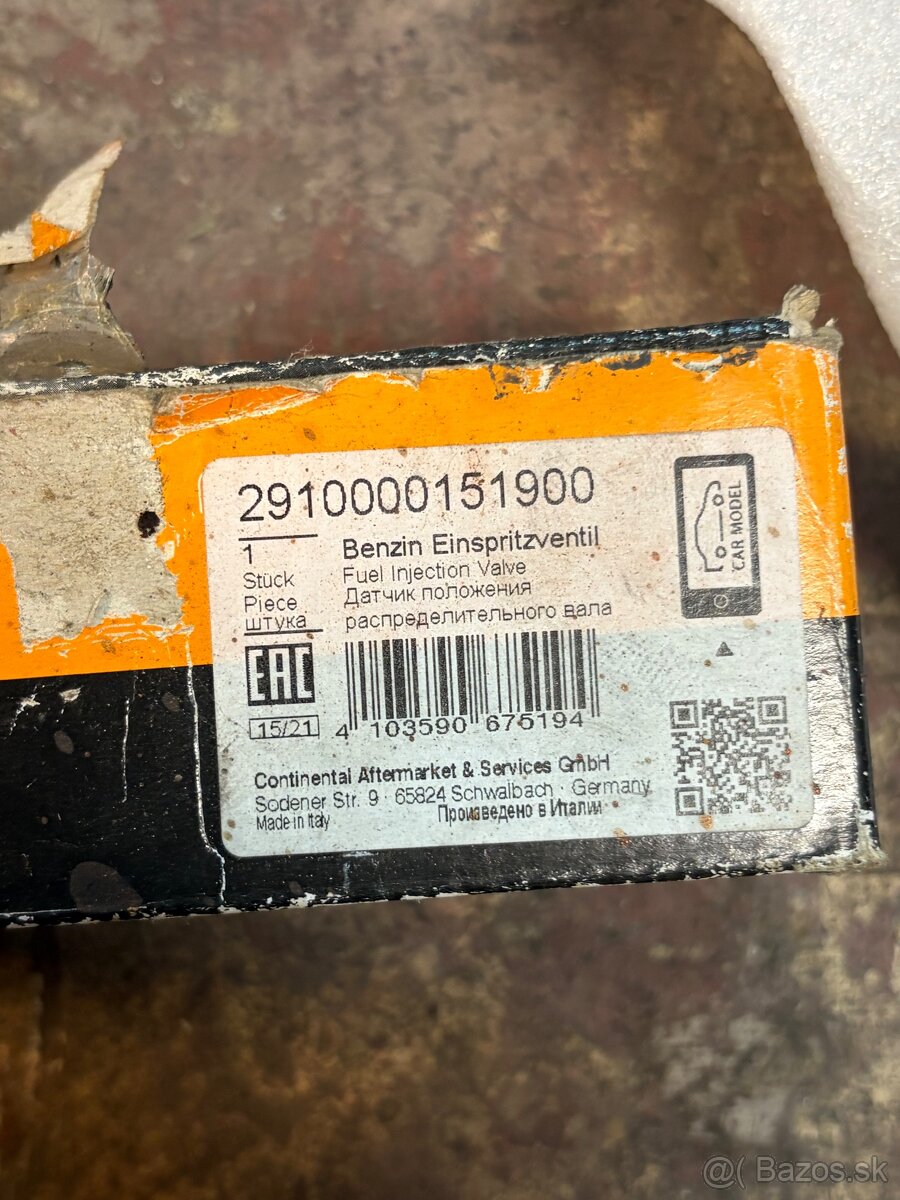 2910000151900
1
Stück
Piece
штука
Benzin Einspritzventil
Fuel Injection Valve
Датчик положения
распределительного вала
CAR MODEL
EAC
15/21
4 103590 675194
Continental Aftermarket & Services GmbH
Sodener Str. 9 · 65824 Schwalbach · Germany
Made in Italy
Произведено в Италии
@( Bazos.sk